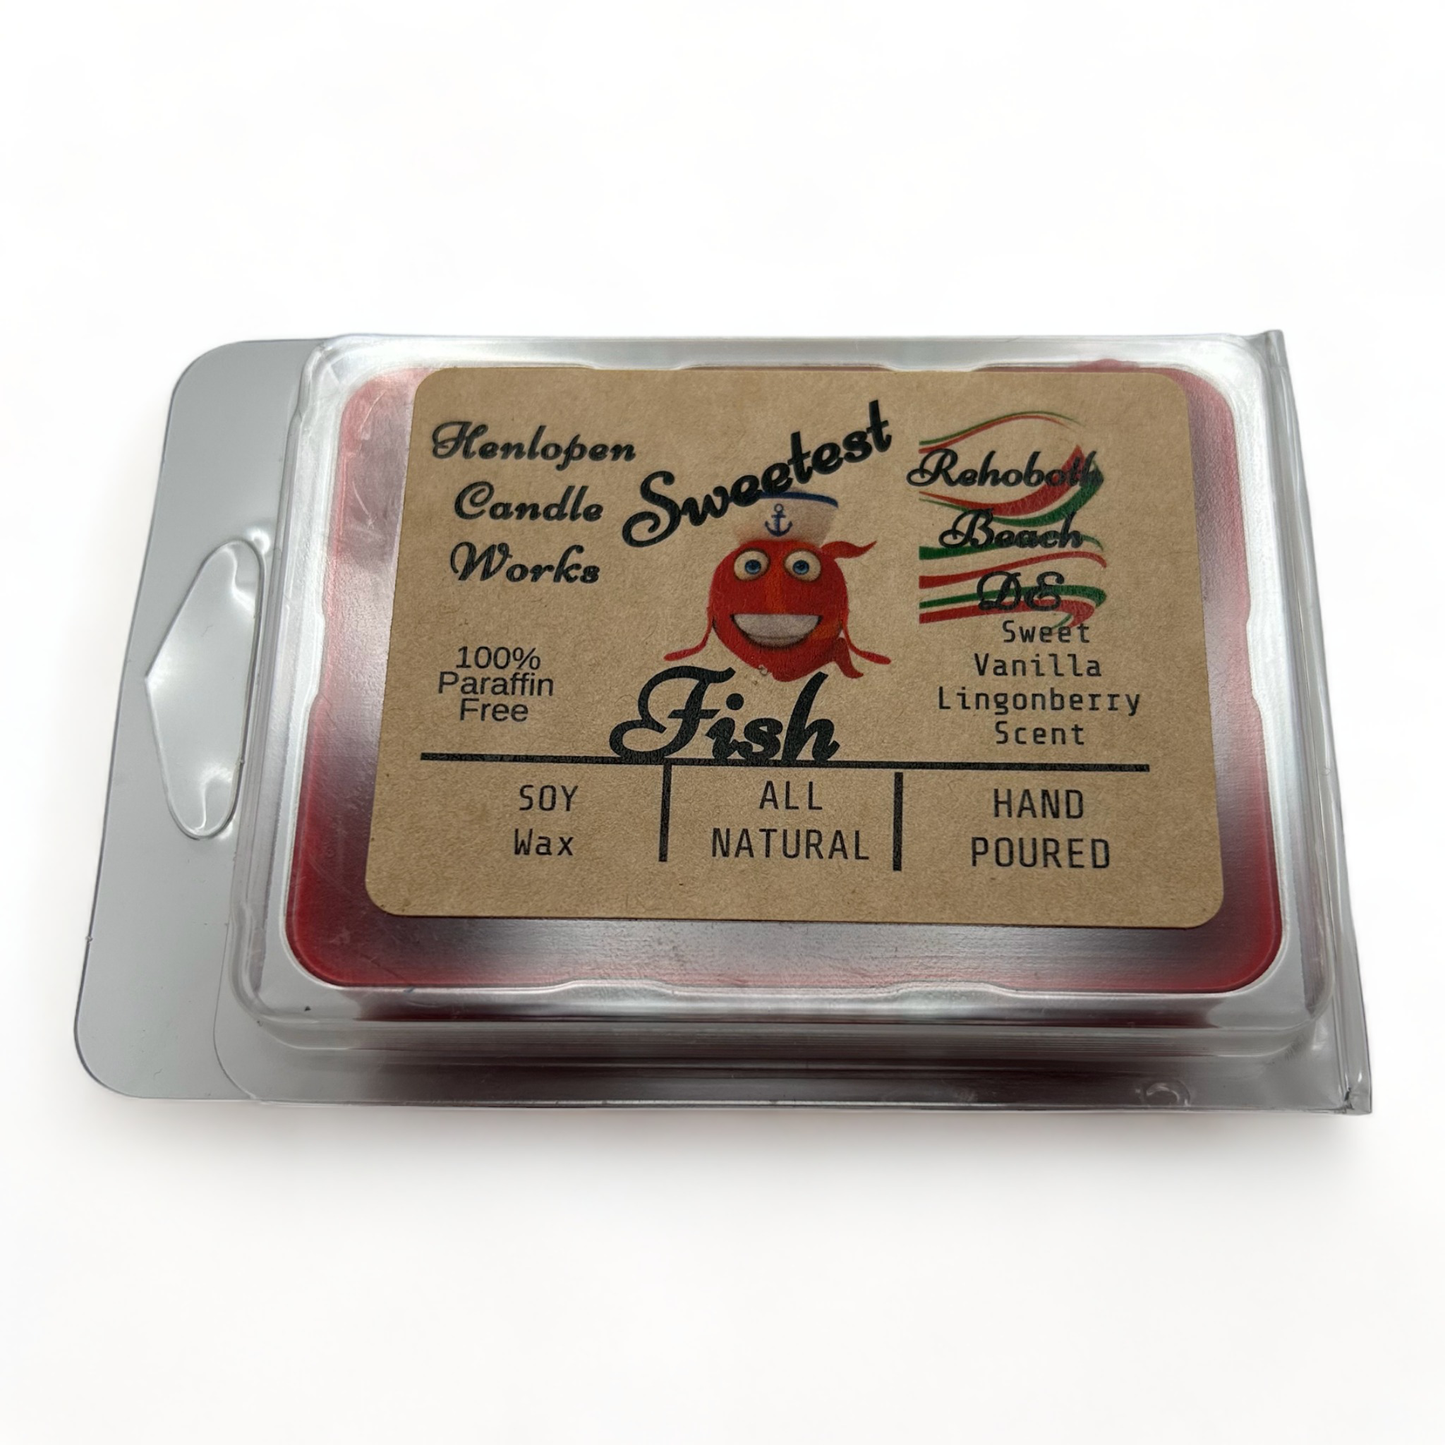 Henlopen
Candle
Works
Sweetest
Fish
Rehoboth
Beach
DE
Sweet
Vanilla
Lingonberry
Scent
100%
Paraffin
Free
SOY
Wax
ALL
NATURAL
HAND
POURED